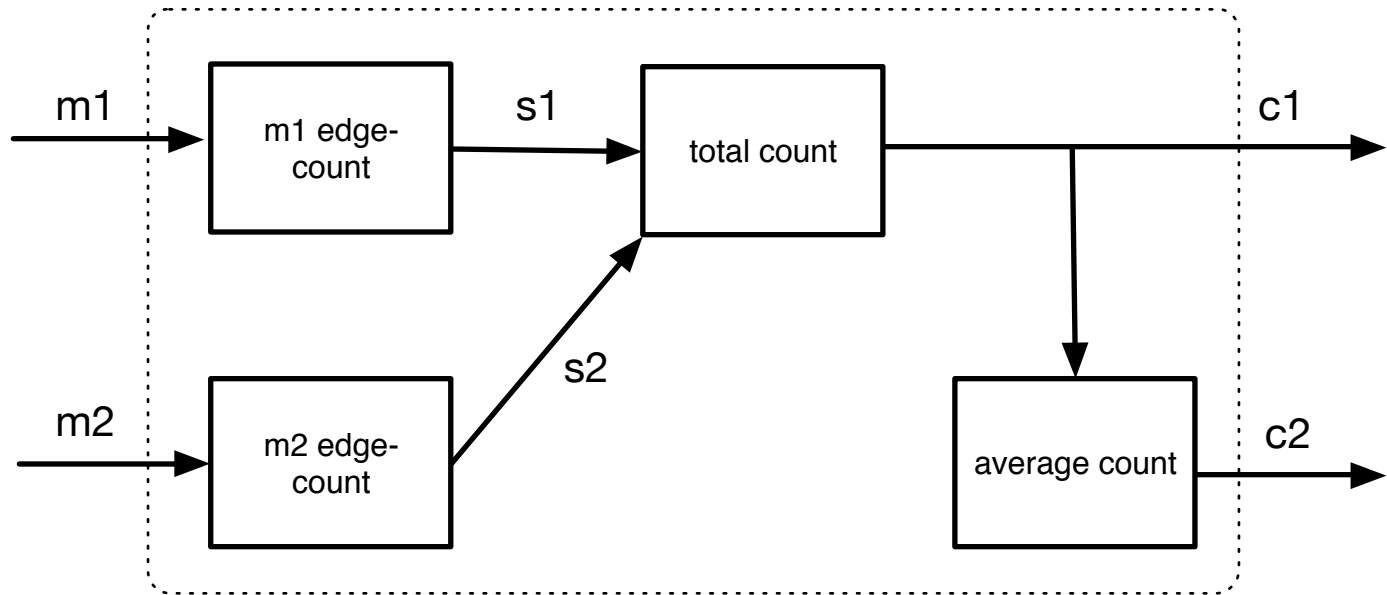 m1
m1 edge-
count
s1
total count
c1
m2
m2 edge-
count
s2
average count
c2